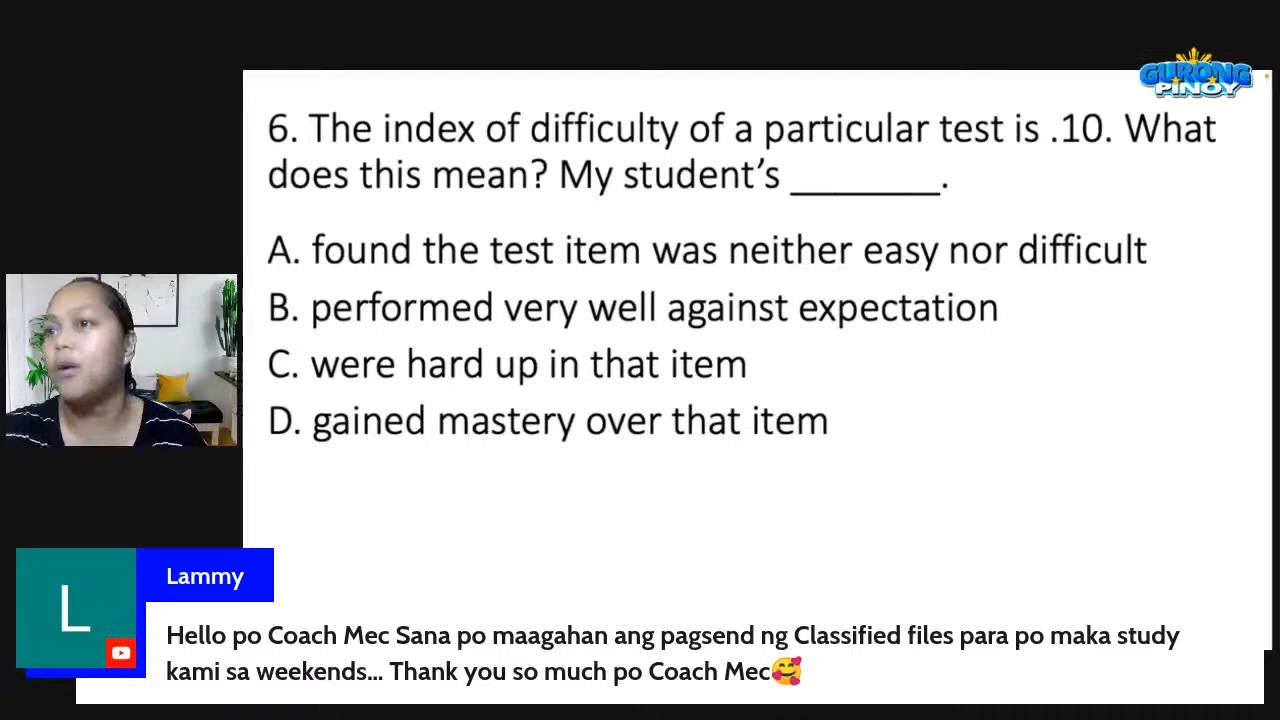 GURONG
PINOY
6. The index of difficulty of a particular test is .10. What
does this mean? My student’s _______.
A. found the test item was neither easy nor difficult
B. performed very well against expectation
C. were hard up in that item
D. gained mastery over that item
L
Lammy
Hello po Coach Mec Sana po maagahan ang pagsend ng Classified files para po maka study
kami sa weekends... Thank you so much po Coach Mec🥰